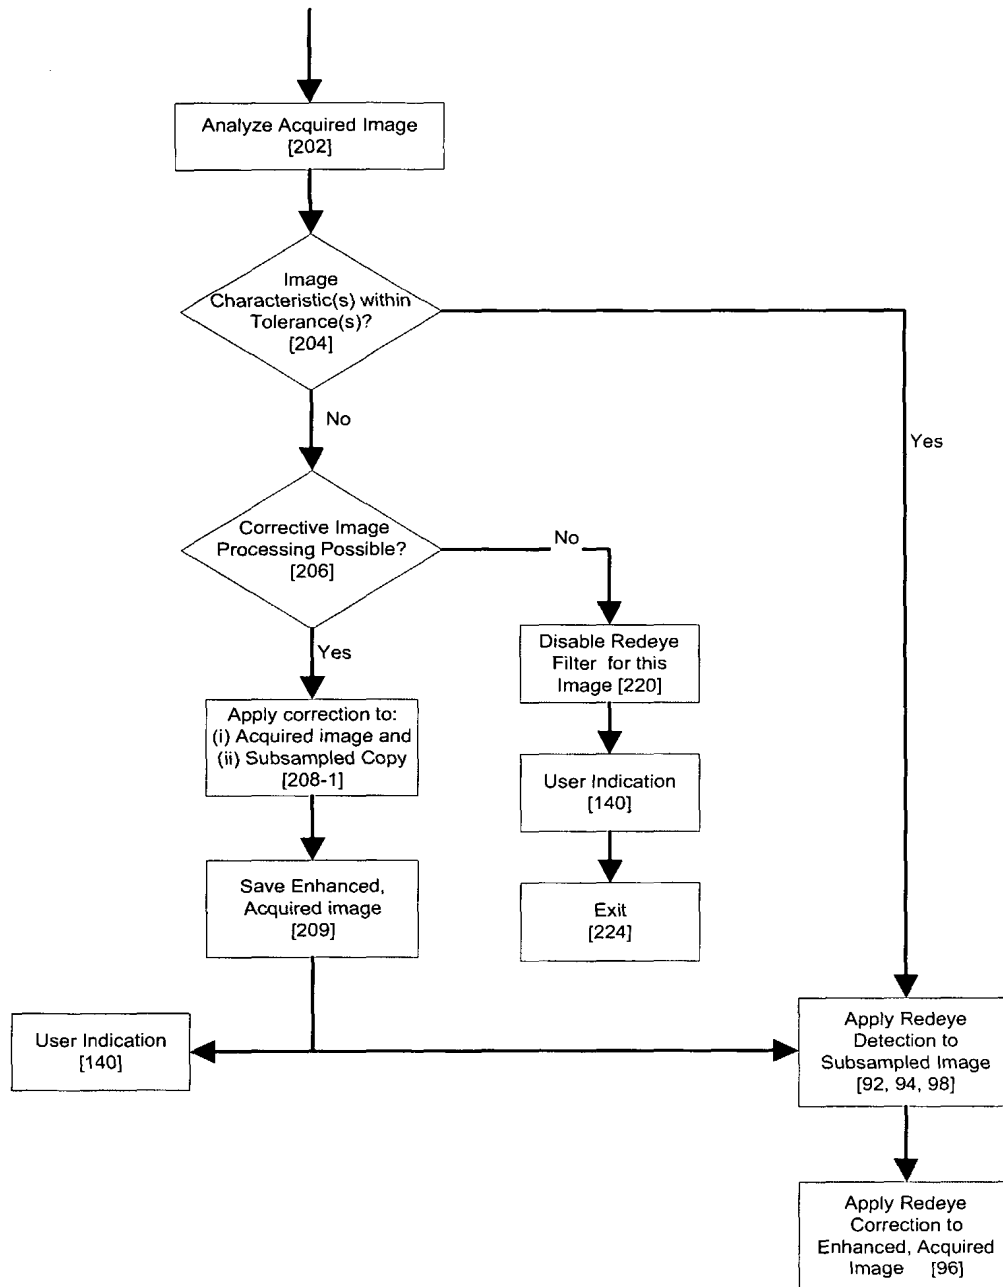 Analyze Acquired Image
[202]
Image
Characteristic(s) within
Tolerance(s)?
[204]
No
Yes
Corrective Image
Processing Possible?
[206]
No
Yes
Disable Redeye
Filter for this
Image [220]
Apply correction to:
(i) Acquired image and
(ii) Subsampled Copy
[208-1]
User Indication
[140]
Save Enhanced,
Acquired image
[209]
Exit
[224]
User Indication
[140]
Apply Redeye
Detection to
Subsampled Image
[92, 94, 98]
Apply Redeye
Correction to
Enhanced, Acquired
Image [96]